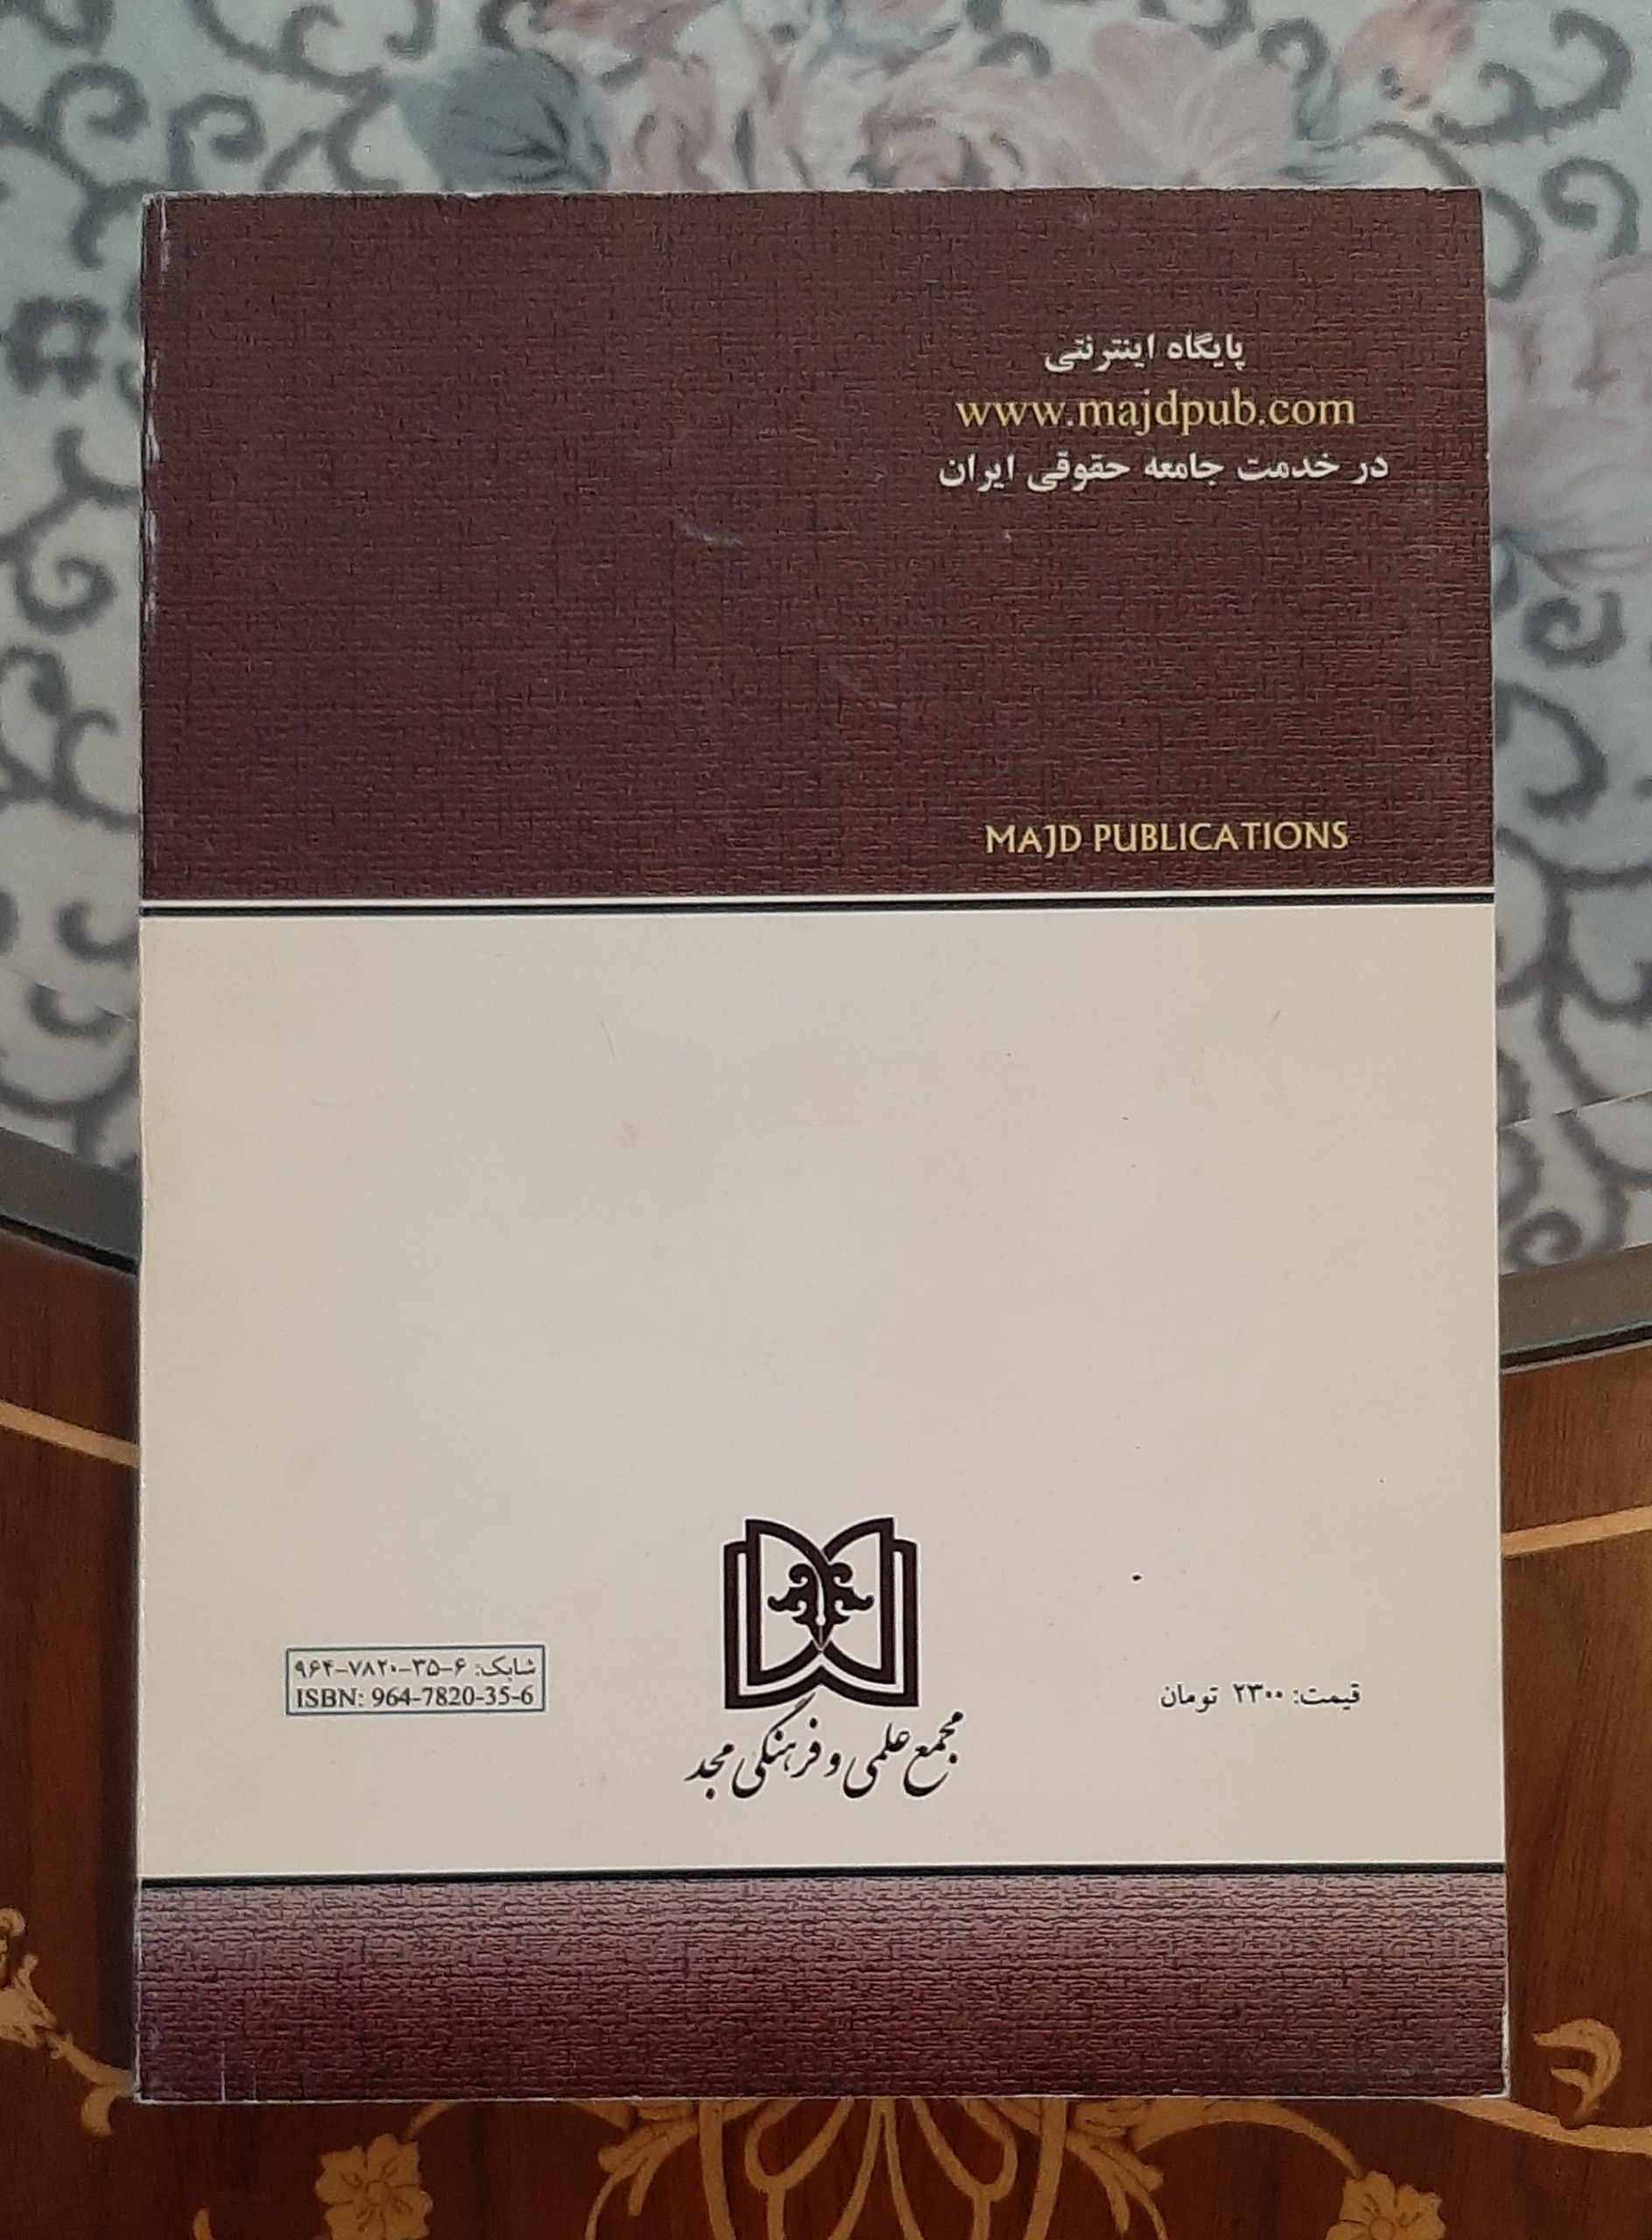 پایگاه اینترنتی
www.majdpub.com
در خدمت جامعه حقوقی ایران
MAJD PUBLICATIONS
قیمت: ۲۳۰۰ تومان
مجمع علمی و فرهنگی مجد
شابک: ۶-۳۵-۷۸۲۰-۹۶۴
ISBN: 964-7820-35-6